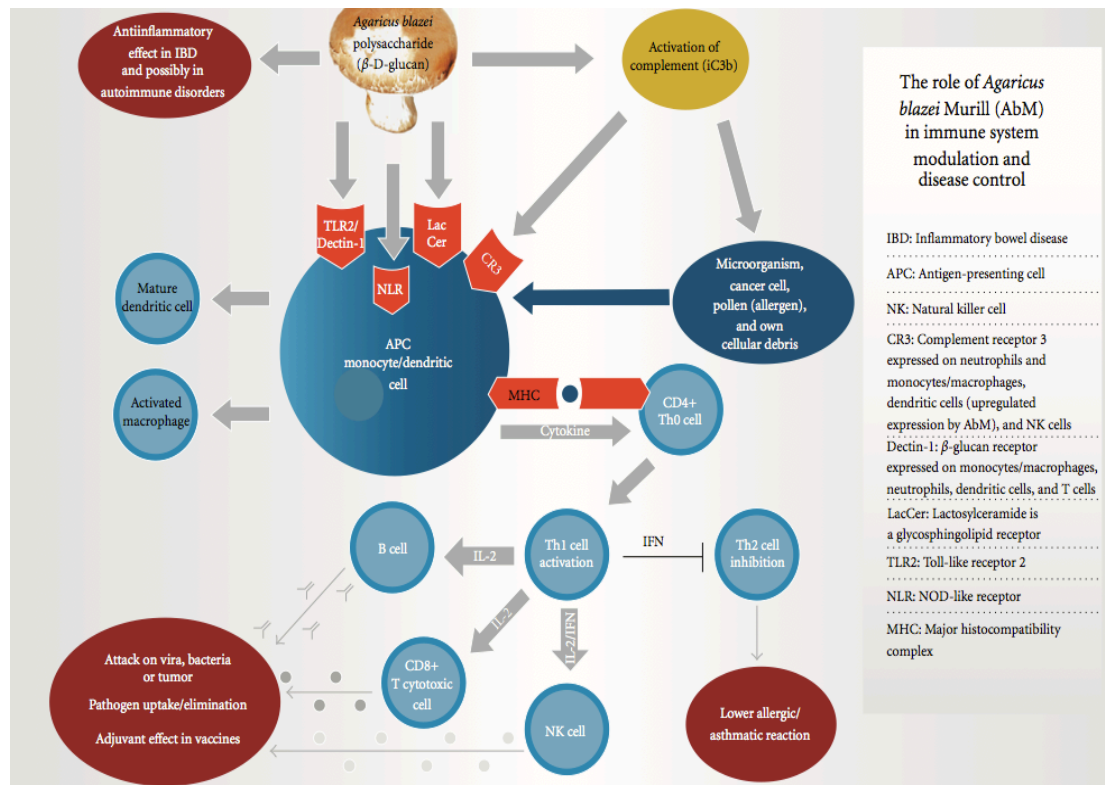 Antiinflammatory
effect in IBD
and possibly in
autoimmune disorders
Agaricus blazei
polysaccharide
(β-D-glucan)
Activation of
complement (iC3b)
TLR2/
Dectin-1
Lac
Cer
CR3
NLR
Mature
dendritic cell
APC
monocyte/dendritic
cell
Microorganism,
cancer cell,
pollen (allergen),
and own
cellular debris
Activated
macrophage
MHC
CD4+
Th0 cell
Cytokine
B cell
IL-2
Th1 cell
activation
IFN
Th2 cell
inhibition
IL-2
IL-2/IFN
CD8+
T cytotoxic
cell
NK cell
Attack on vira, bacteria
or tumor
Pathogen uptake/elimination
Adjuvant effect in vaccines
Lower allergic/
asthmatic reaction
The role of Agaricus
blazei Murill (AbM)
in immune system
modulation and
disease control
IBD: Inflammatory bowel disease
APC: Antigen-presenting cell
NK: Natural killer cell
CR3: Complement receptor 3
expressed on neutrophils and
monocytes/macrophages,
dendritic cells (upregulated
expression by AbM), and NK cells
Dectin-1: β-glucan receptor
expressed on monocytes/macrophages,
neutrophils, dendritic cells, and T cells
LacCer: Lactosylceramide is
a glycosphingolipid receptor
TLR2: Toll-like receptor 2
NLR: NOD-like receptor
MHC: Major histocompatibility
complex